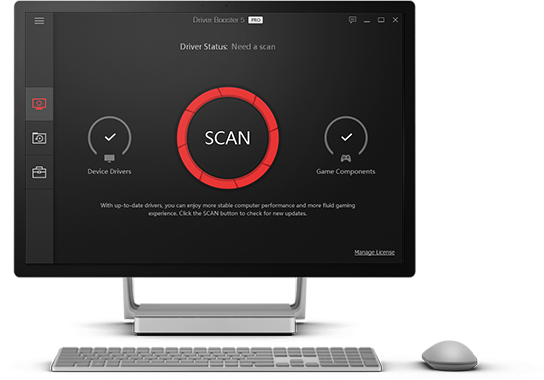 Driver Booster 5 PRO
Driver Status: Need a scan
SCAN
Device Drivers
Game Components
With up-to-date drivers, you can enjoy more stable computer performance and more fluid gaming
experience. Click the SCAN button to check for new updates.
Manage License